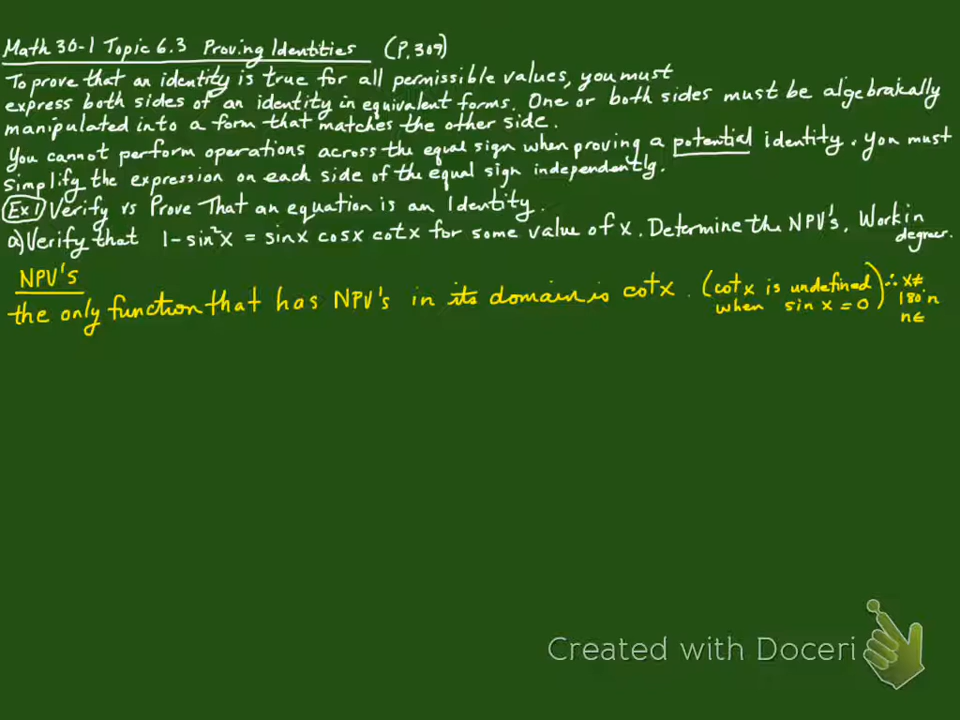 Math 30-1 Topic 6.3 Proving Identities (P. 309)
To prove that an identity is true for all permissible values, you must
express both sides of an identity in equivalent forms. One or both sides must be algebraically
manipulated into a form that matches the other side.
You cannot perform operations across the equal sign when proving a potential identity. You must
simplify the expression on each side of the equal sign independently.
Ex 1 Verify vs Prove That an equation is an Identity.
a) Verify that 1 - sin²x = sinx cosx cotx for some value of x. Determine the NPV's. Work in
degrees.
NPV's
the only function that has NPV's in its domain is cotx. (cotx is undefined
when sin x = 0) ∴ x≠
180°n
n∈
Created with Doceri